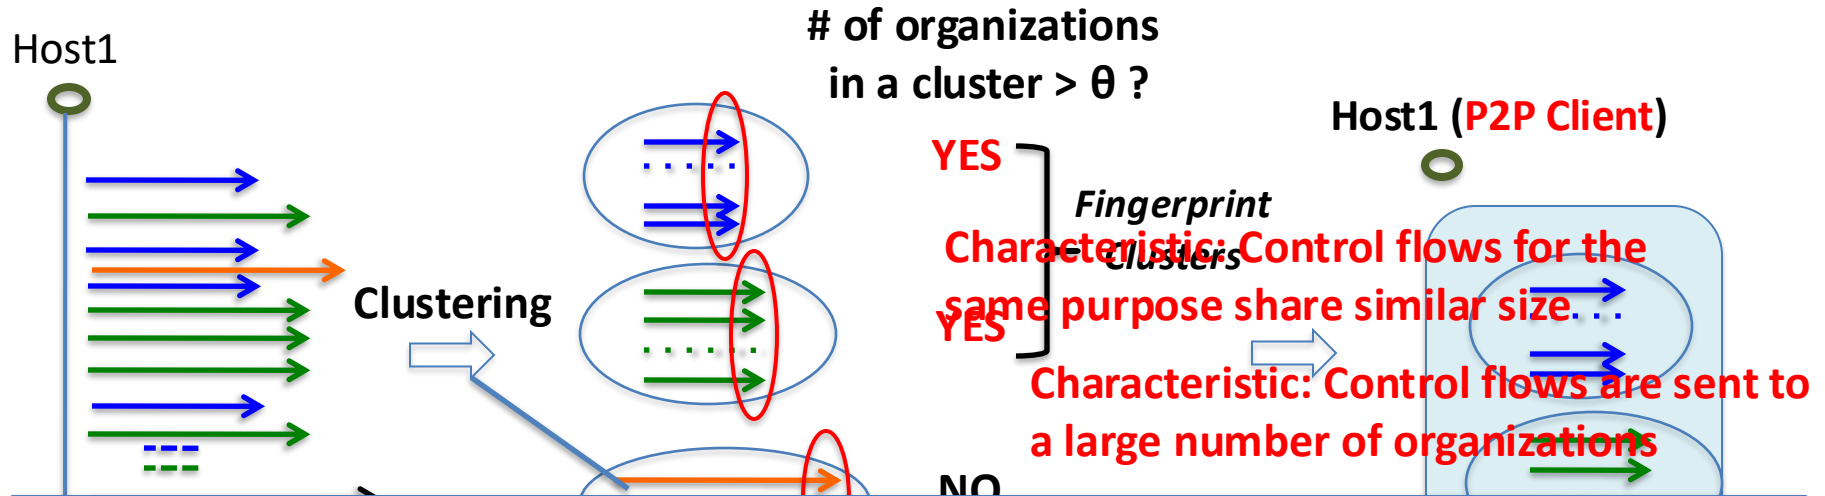 # of organizations
in a cluster > θ ?
Host1
Host1 (P2P Client)
YES
Fingerprint
Clusters
Characteristic: Control flows for the
same purpose share similar size
YES
Clustering
Characteristic: Control flows are sent to
a large number of organizations
NO